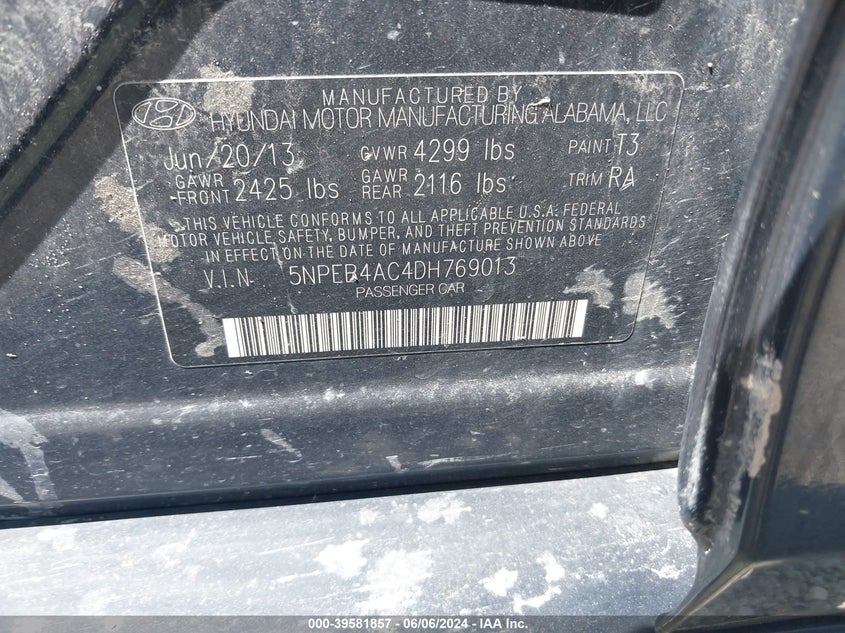 MANUFACTURED BY
HYUNDAI MOTOR MANUFACTURING ALABAMA, LLC
Jun/20/13 GVWR 4299 lbs PAINT T3
GAWR FRONT 2425 lbs GAWR REAR 2116 lbs TRIM RA
THIS VEHICLE CONFORMS TO ALL APPLICABLE U.S.A. FEDERAL
MOTOR VEHICLE SAFETY, BUMPER, AND THEFT PREVENTION STANDARDS
IN EFFECT ON THE DATE OF MANUFACTURE SHOWN ABOVE
V.I.N 5NPEB4AC4DH769013
PASSENGER CAR
000-39581857 - 06/06/2024 - © IAA Inc.